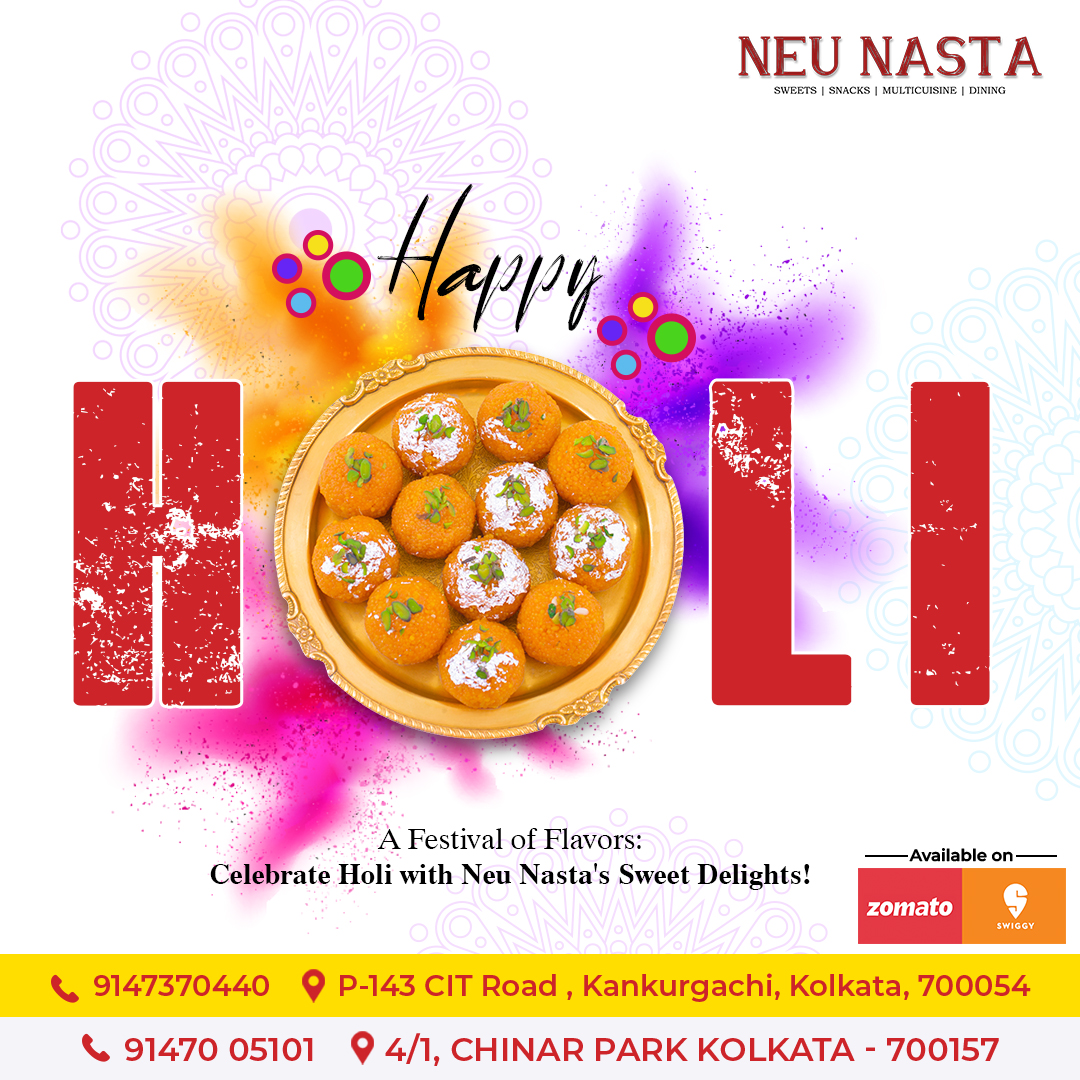 NEU NASTA
SWEETS | SNACKS | MULTICUISINE | DINING
Happy
H LI
A Festival of Flavors:
Celebrate Holi with Neu Nasta's Sweet Delights!
Available on
zomato
SWIGGY
9147370440 P-143 CIT Road , Kankurgachi, Kolkata, 700054
91470 05101 4/1, CHINAR PARK KOLKATA - 700157